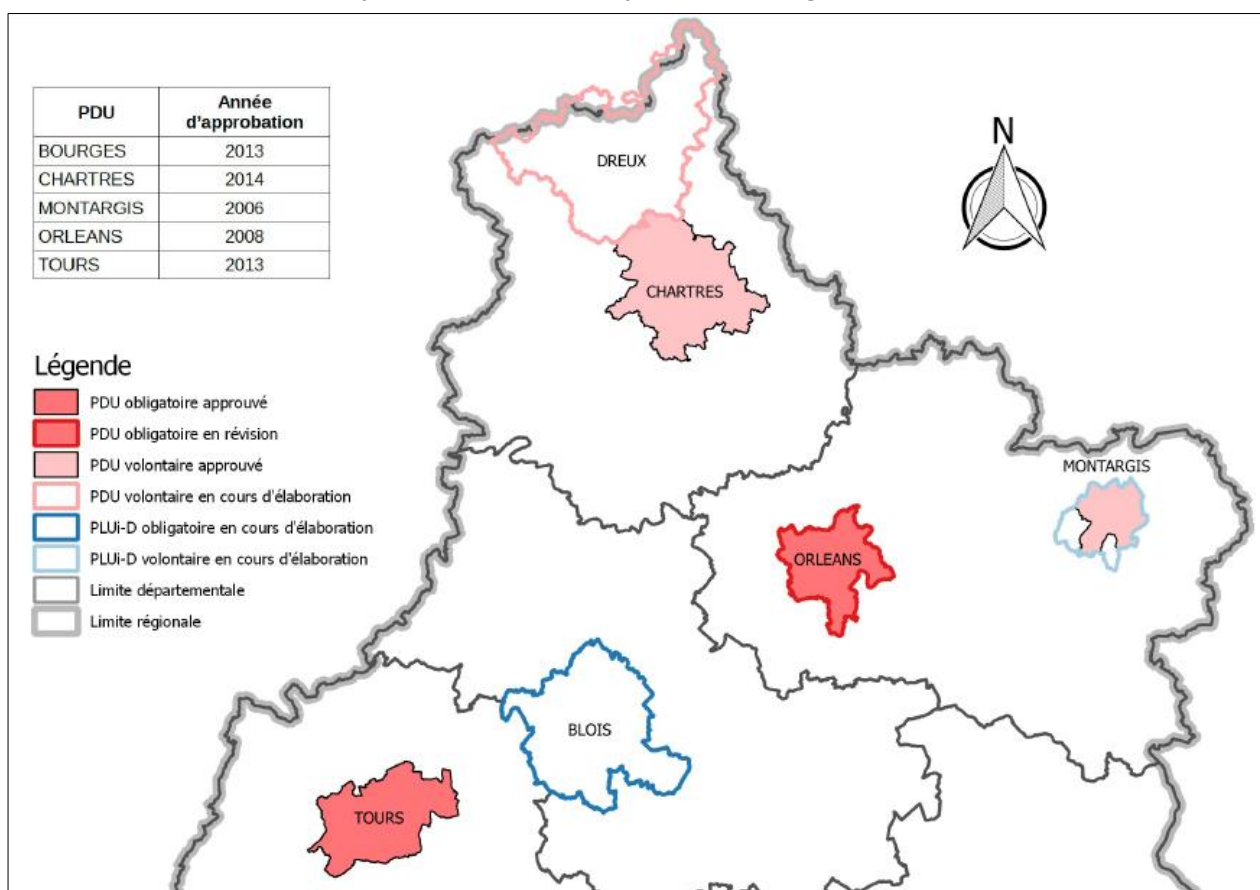 PDU Année d'approbation
BOURGES 2013
CHARTRES 2014
MONTARGIS 2006
ORLEANS 2008
TOURS 2013
Légende
PDU obligatoire approuvé
PDU obligatoire en révision
PDU volontaire approuvé
PDU volontaire en cours d'élaboration
PLUi-D obligatoire en cours d'élaboration
PLUi-D volontaire en cours d'élaboration
Limite départementale
Limite régionale
N
DREUX
CHARTRES
MONTARGIS
ORLEANS
BLOIS
TOURS